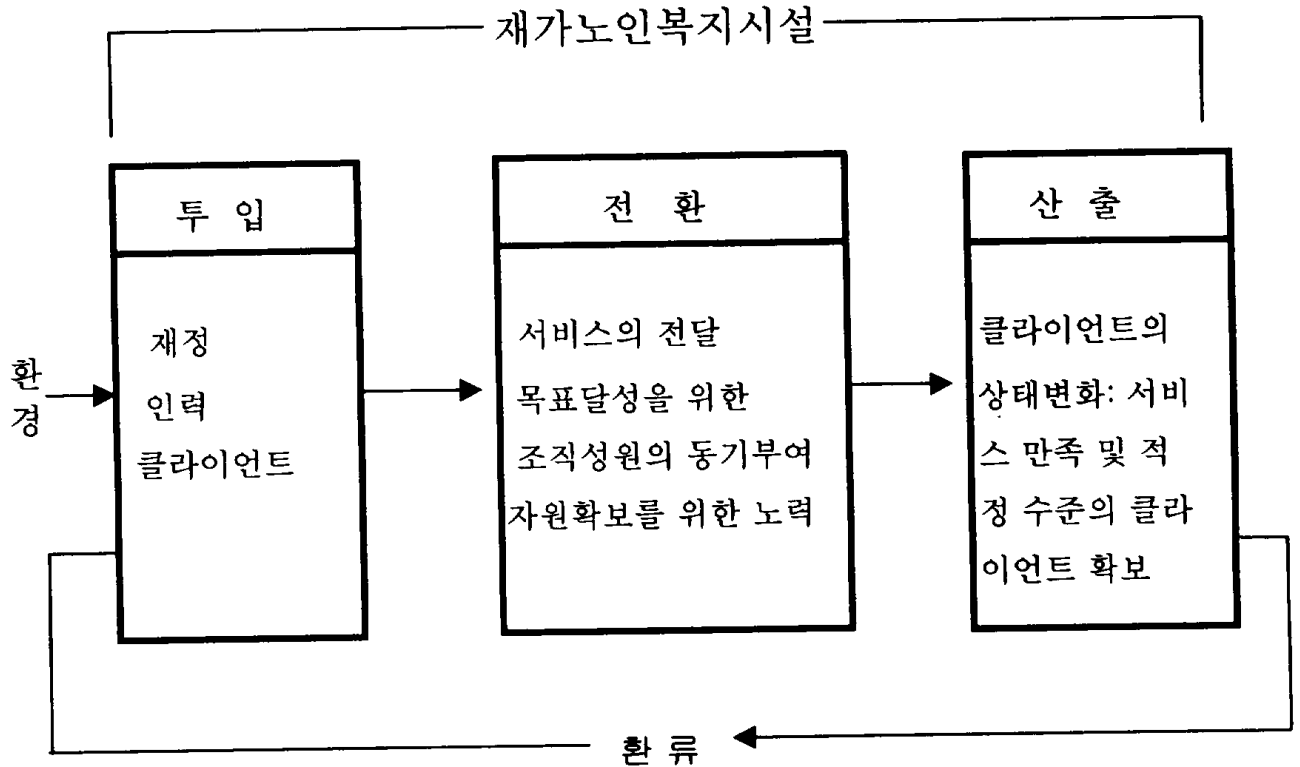 재가노인복지시설
투 입
재정
인력
클라이언트
전 환
서비스의 전달
목표달성을 위한
조직성원의 동기부여
자원확보를 위한 노력
산 출
클라이언트의
상태변화: 서비
스 만족 및 적
정 수준의 클라
이언트 확보
환
경
환 류